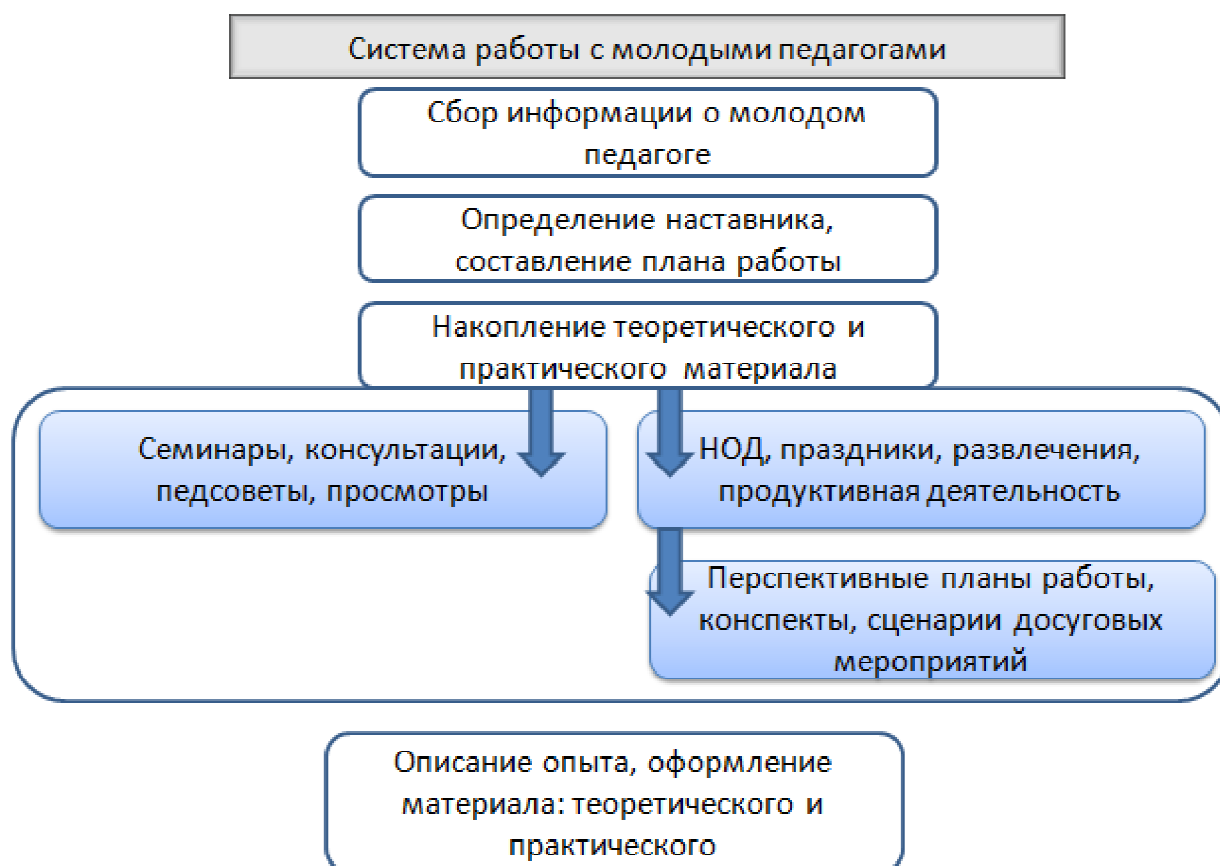 Система работы с молодыми педагогами
Сбор информации о молодом
педагоге
Определение наставника,
составление плана работы
Накопление теоретического и
практического материала
Семинары, консультации,
педсоветы, просмотры
НОД, праздники, развлечения,
продуктивная деятельность
Перспективные планы работы,
конспекты, сценарии досуговых
мероприятий
Описание опыта, оформление
материала: теоретического и
практического